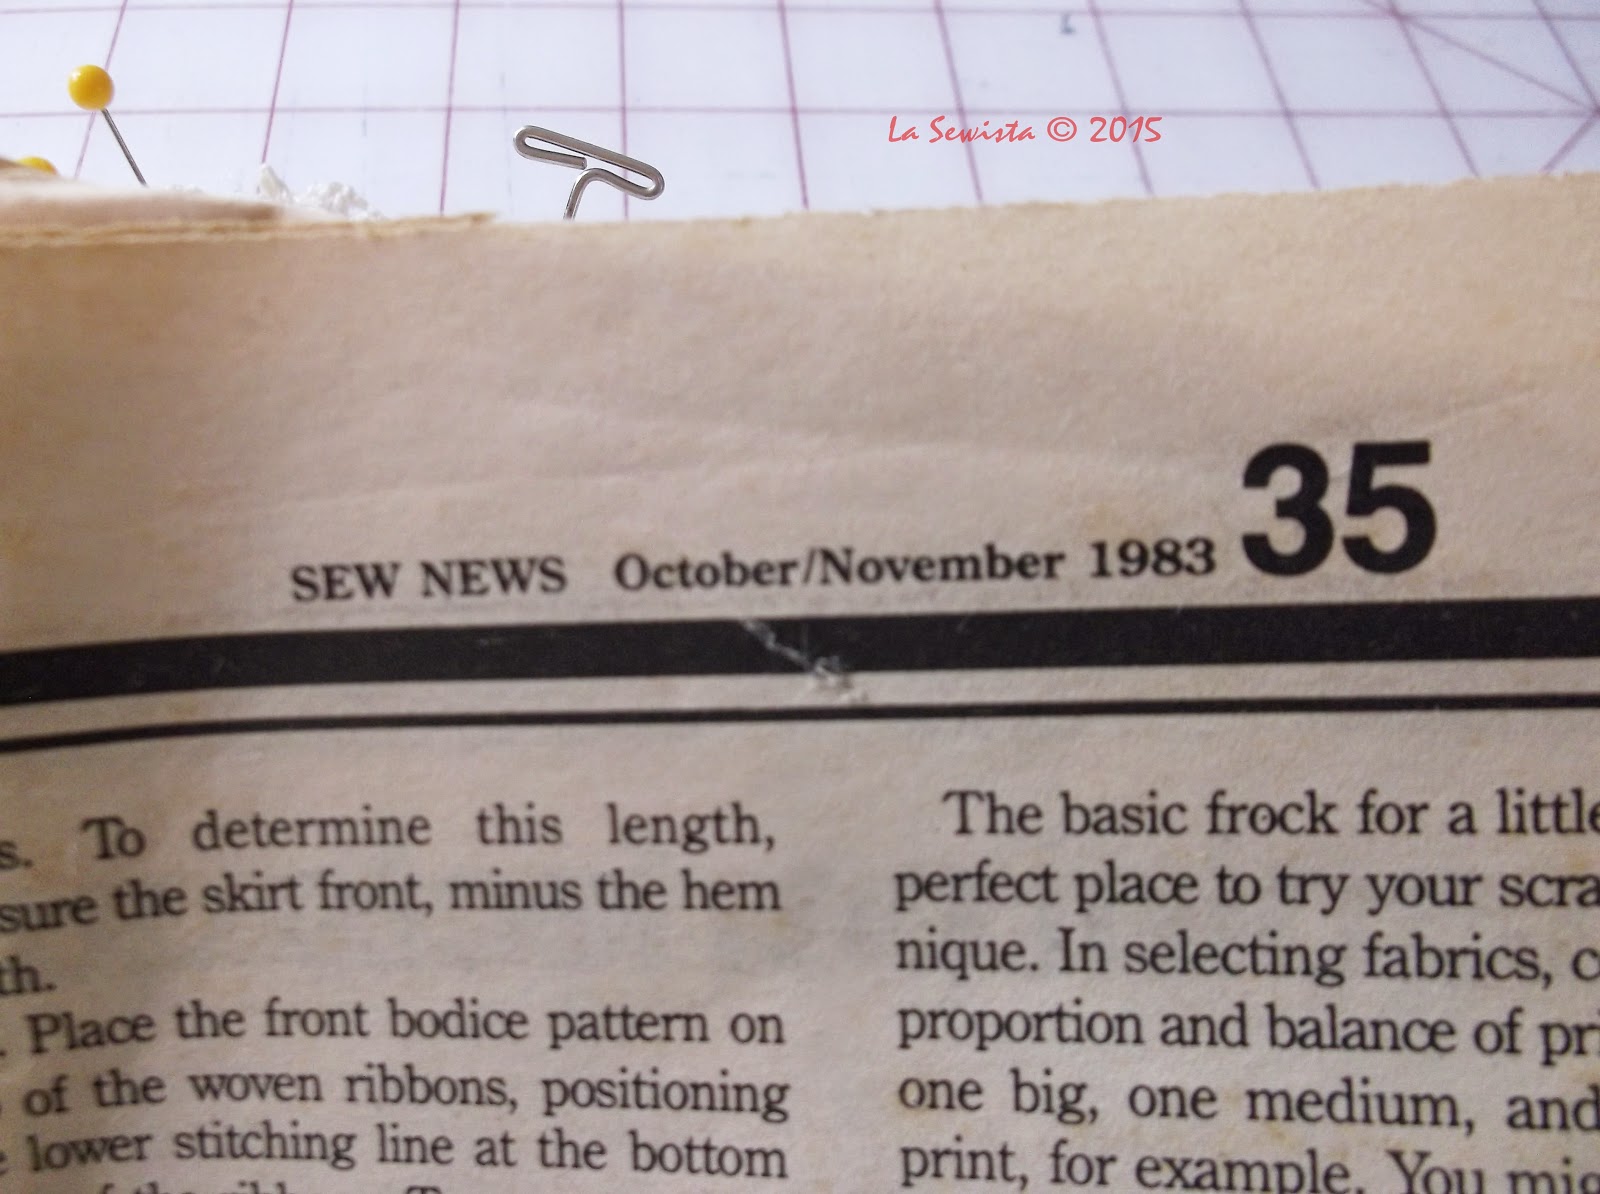 La Sewista © 2015
SEW NEWS October/November 1983 35
s. To determine this length,
sure the skirt front, minus the hem
th.
. Place the front bodice pattern on
of the woven ribbons, positioning
lower stitching line at the bottom
The basic frock for a little
perfect place to try your scra
nique. In selecting fabrics, c
proportion and balance of pri
one big, one medium, and
print, for example. You mig